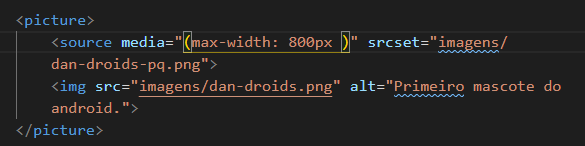 <picture>
<source media="(max-width: 800px )" srcset="imagens/
dan-droids-pq.png">
<img src="imagens/dan-droids.png" alt="Primeiro mascote do
android.">
</picture>